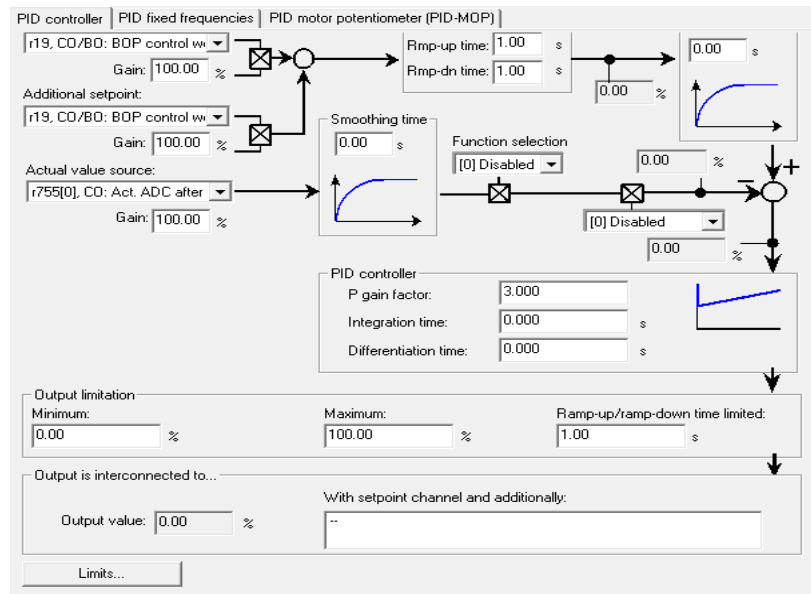 PID controller PID fixed frequencies PID motor potentiometer (PID-MOP)
r19, CO/BO: BOP control
Gain: 100.00 %
Rmp-up time: 1.00 s
Rmp-dn time: 1.00 s
0.00 %
0.00 s
Additional setpoint:
r19, CO/BO: BOP control
Gain: 100.00 %
Smoothing time
0.00 s
Function selection
[0] Disabled
0.00 %
+
−
Actual value source:
r755[0], CO: Act. ADC after
Gain: 100.00 %
[0] Disabled
0.00 %
PID controller
P gain factor: 3.000
Integration time: 0.000 s
Differentiation time: 0.000 s
Output limitation
Minimum: Maximum: Ramp-up/ramp-down time limited:
0.00 % 100.00 % 1.00 s
Output is interconnected to...
With setpoint channel and additionally:
Output value: 0.00 % --
Limits...